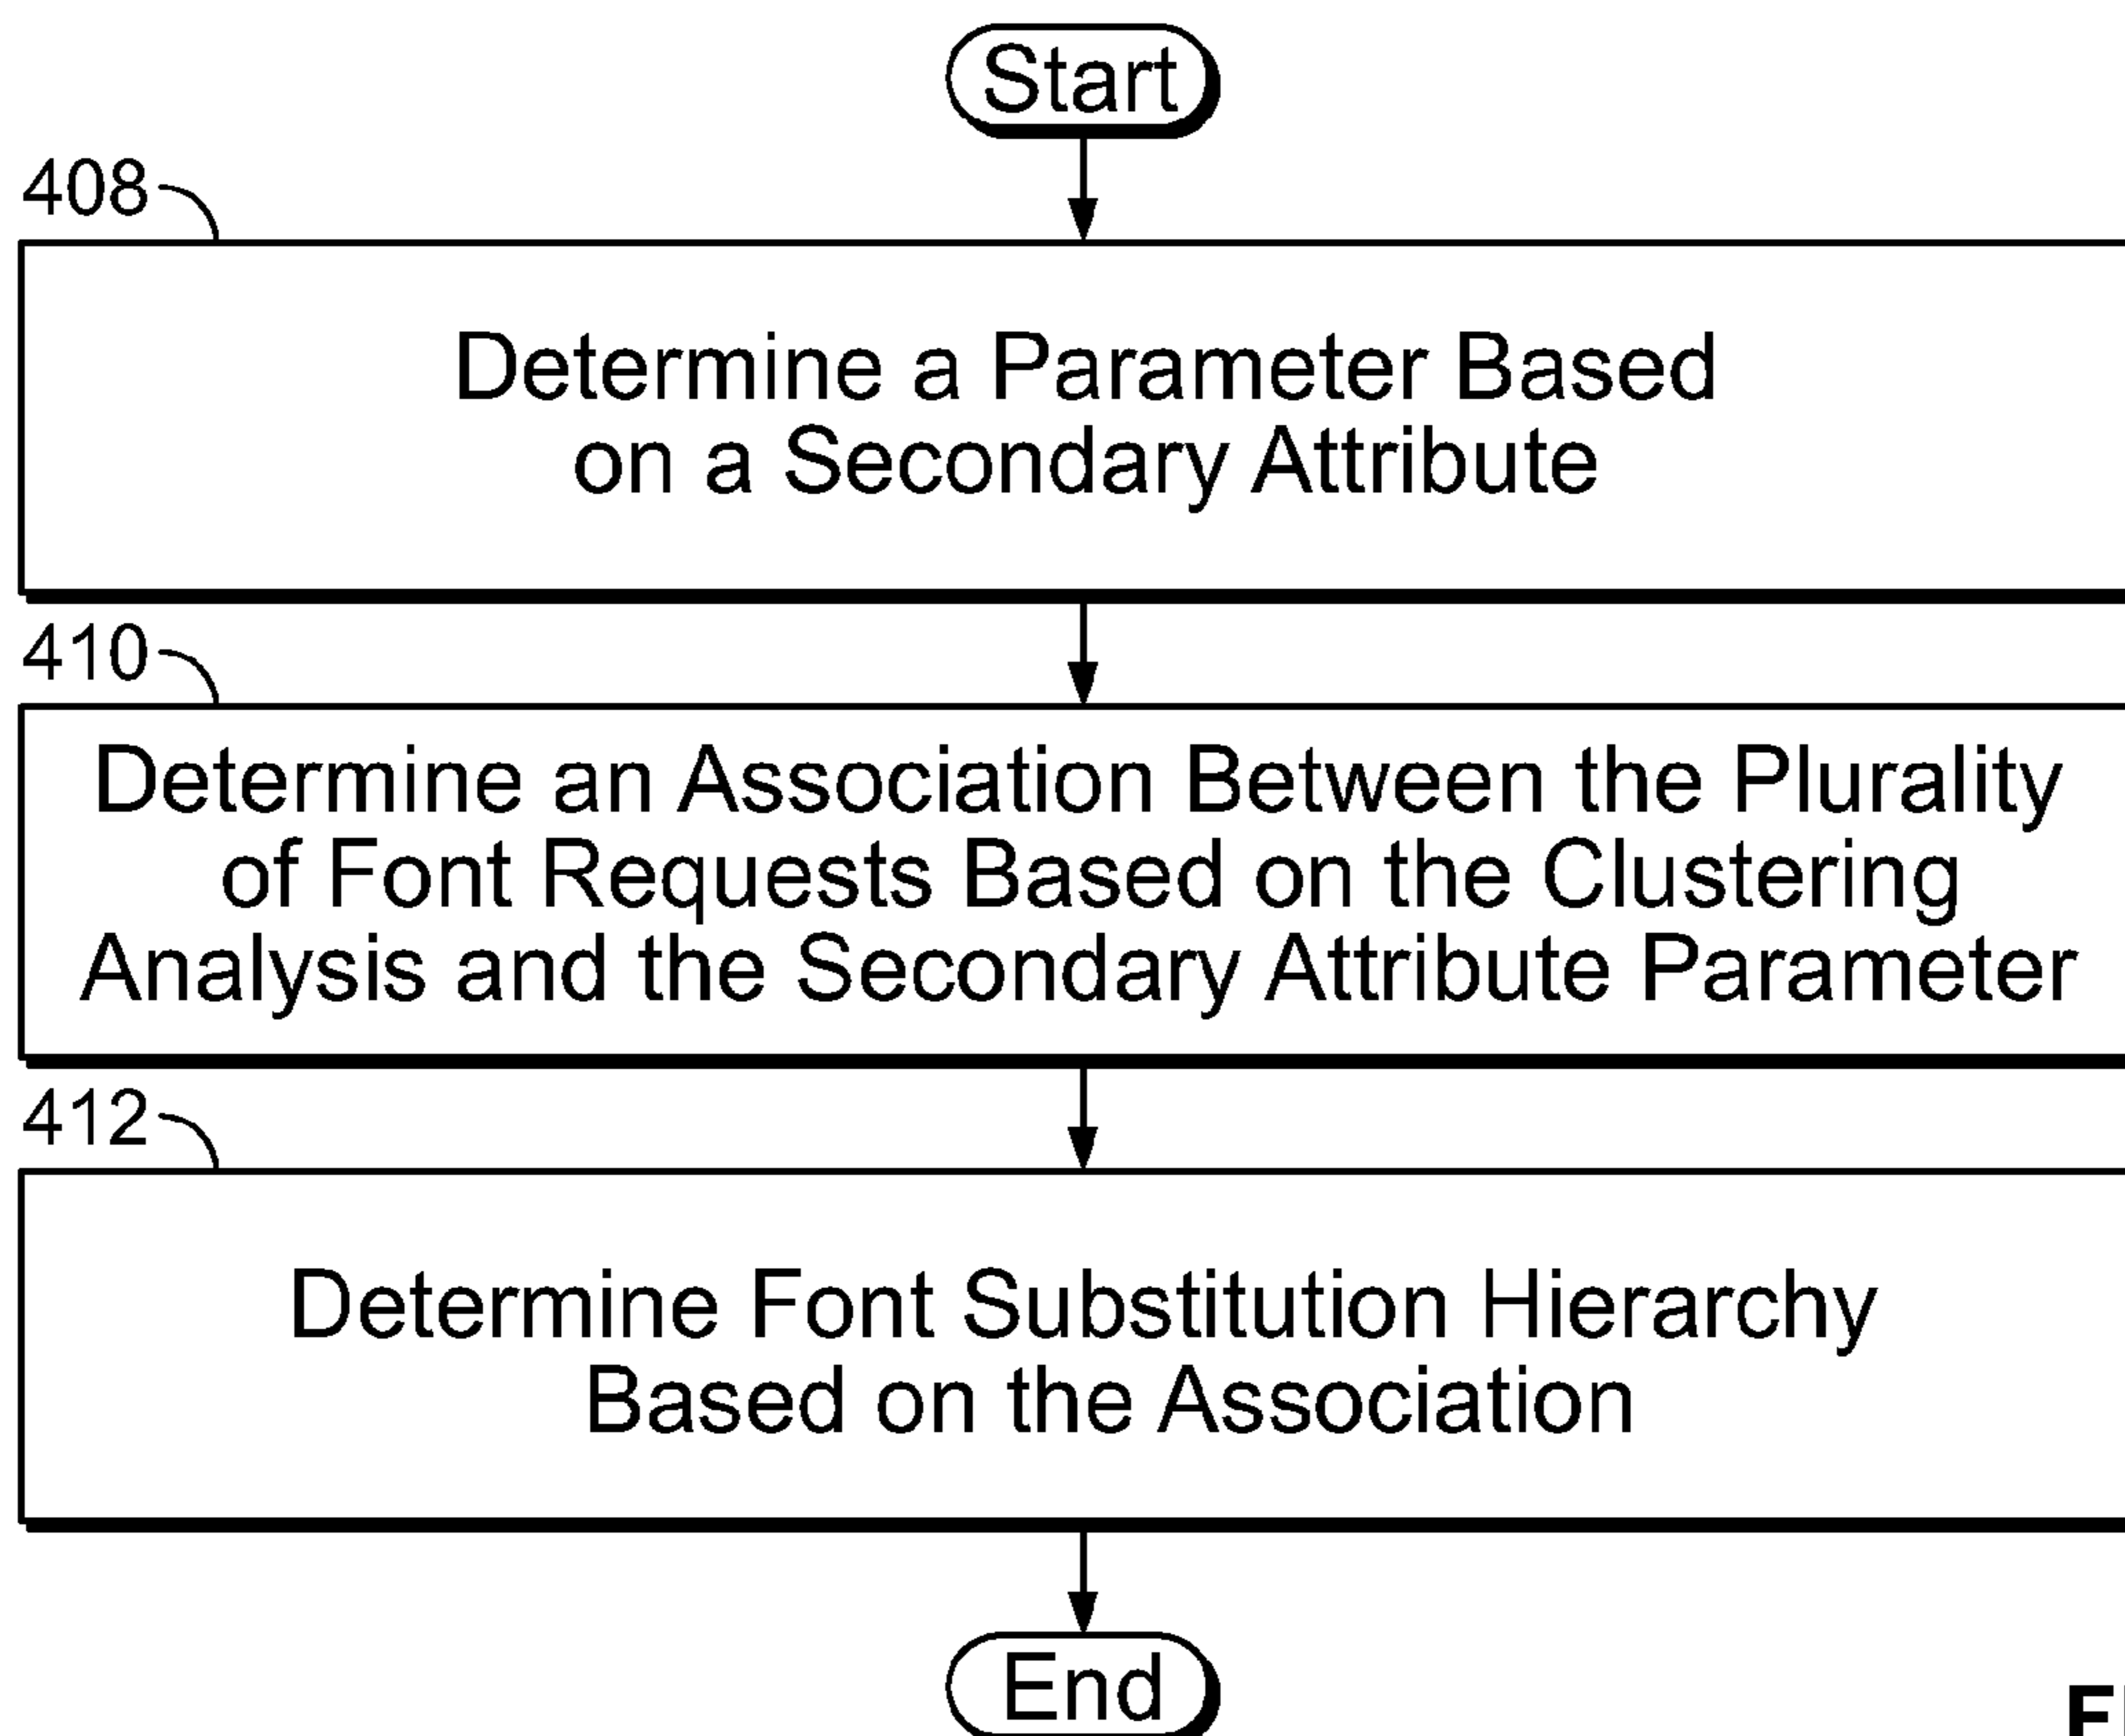 Start
408
Determine a Parameter Based
on a Secondary Attribute
410
Determine an Association Between the Plurality
of Font Requests Based on the Clustering
Analysis and the Secondary Attribute Parameter
412
Determine Font Substitution Hierarchy
Based on the Association
End